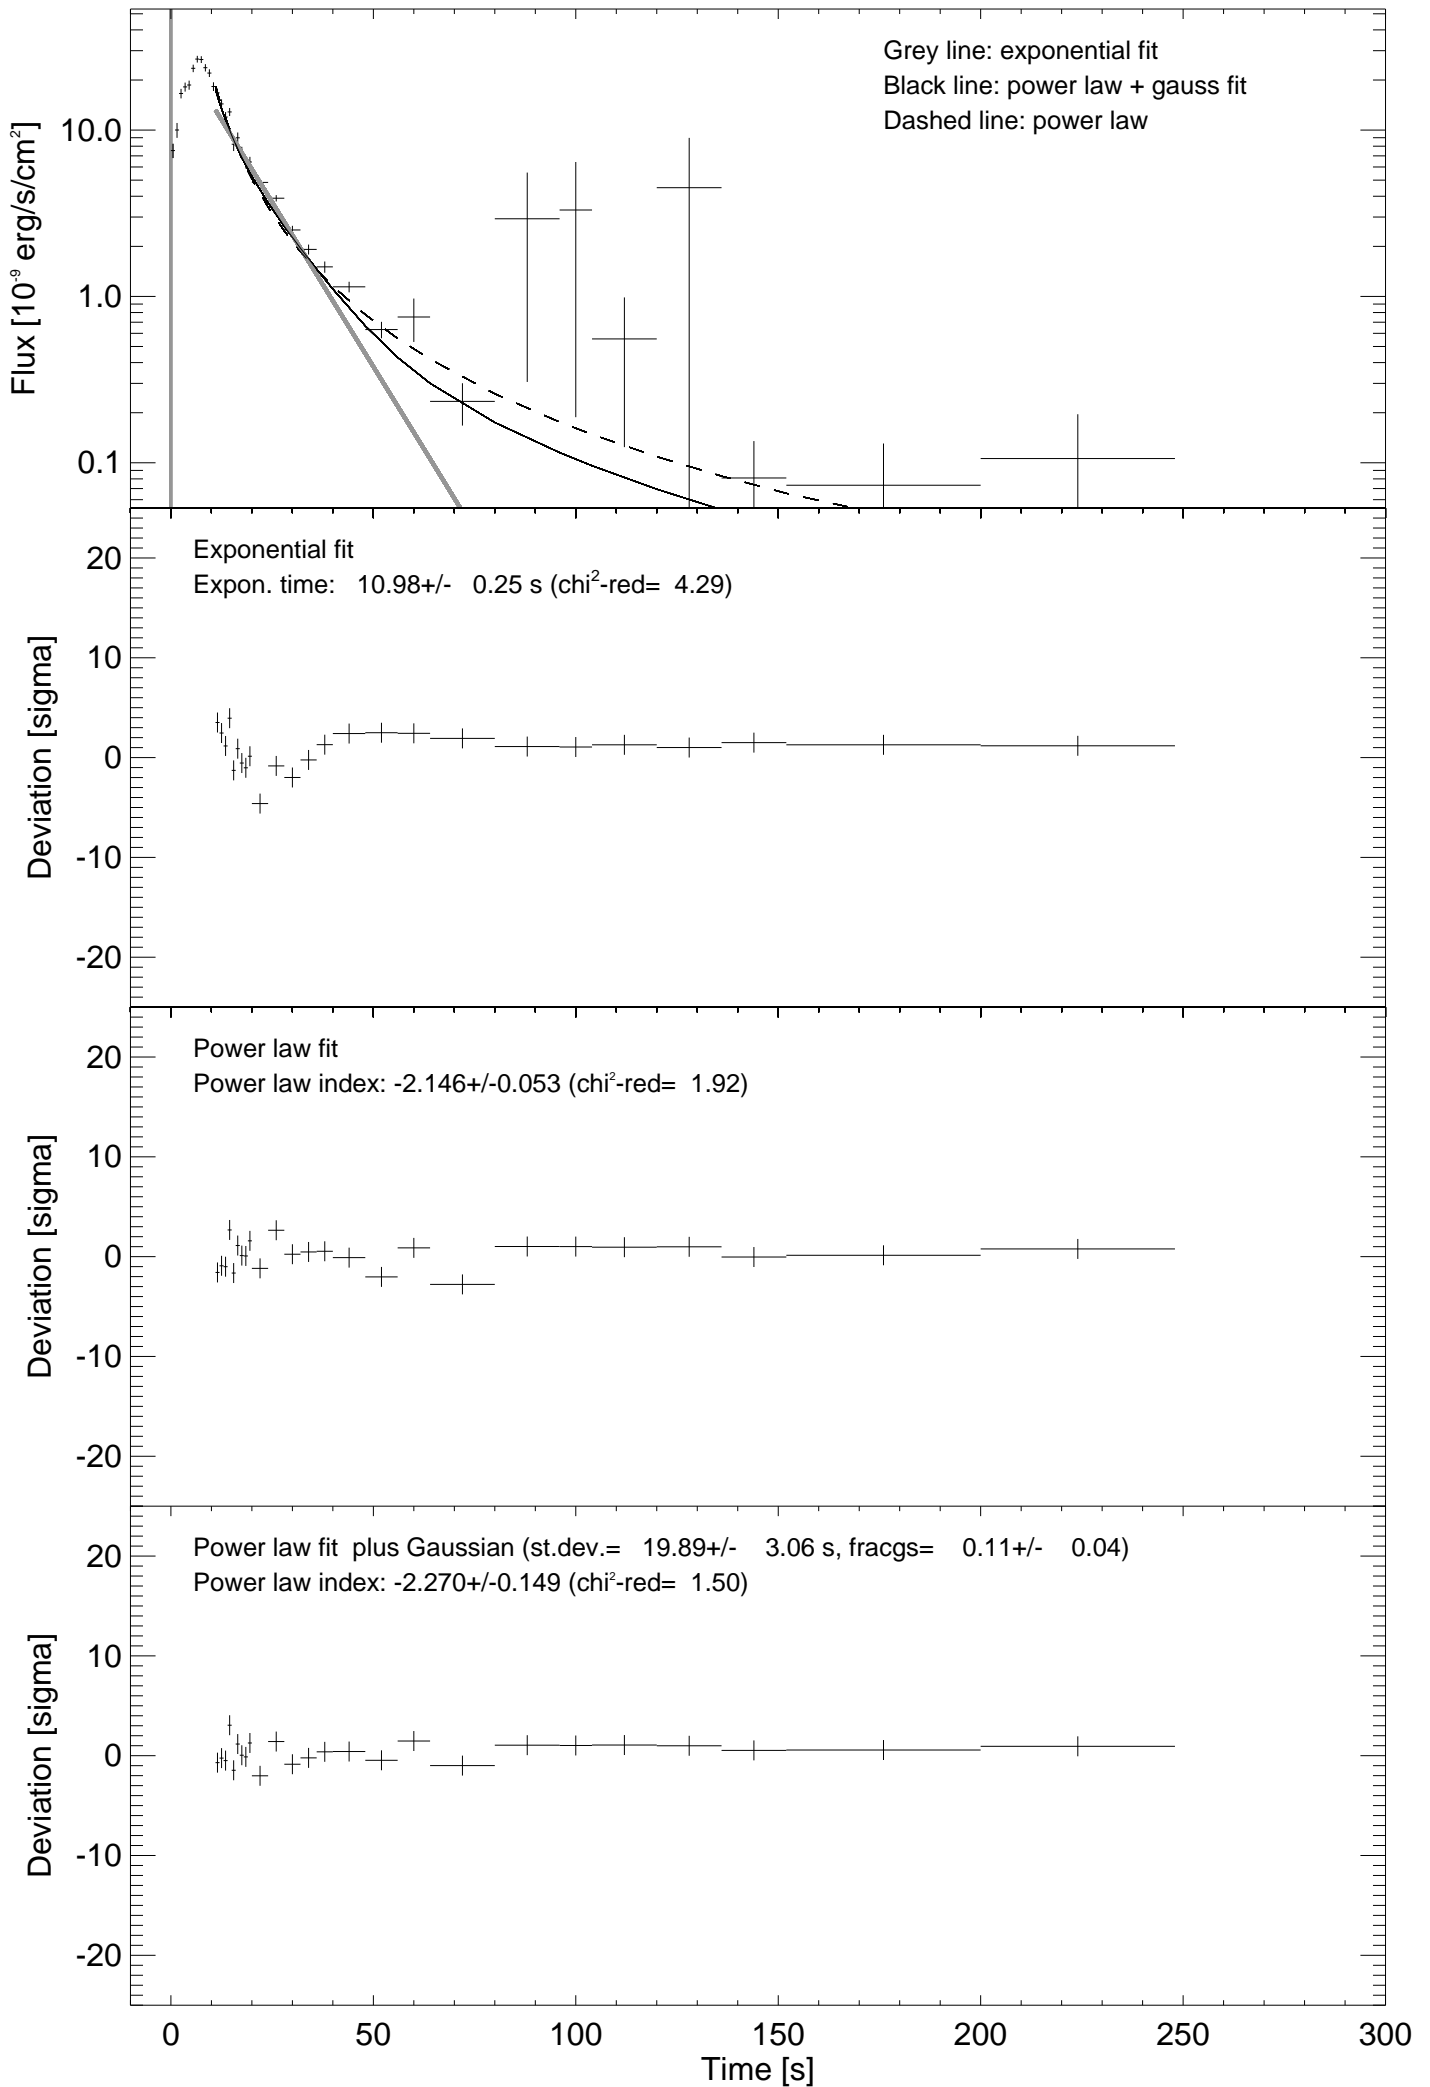 Grey line: exponential fit
Black line: power law + gauss fit
Dashed line: power law
Flux [10⁻⁹ erg/s/cm²]
10.0
1.0
0.1
Exponential fit
Expon. time: 10.98+/- 0.25 s (chi²-red= 4.29)
Deviation [sigma]
20
10
0
-10
-20
Power law fit
Power law index: -2.146+/-0.053 (chi²-red= 1.92)
Deviation [sigma]
20
10
0
-10
-20
Power law fit plus Gaussian (st.dev.= 19.89+/- 3.06 s, fracgs= 0.11+/- 0.04)
Power law index: -2.270+/-0.149 (chi²-red= 1.50)
Deviation [sigma]
20
10
0
-10
-20
0 50 100 150 200 250 300
Time [s]